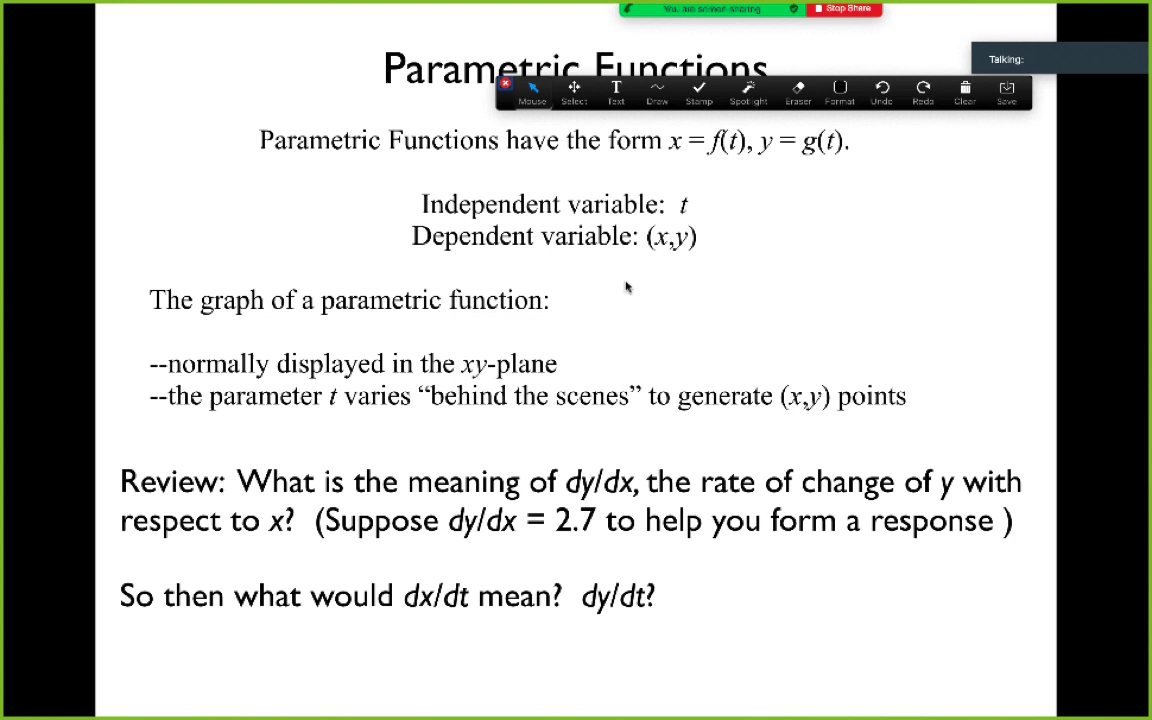 You are screen sharing Stop Share
Talking:
Parametric Functions
Mouse Select Text Draw Stamp Spotlight Eraser Format Undo Redo Clear Save
Parametric Functions have the form x = f(t), y = g(t).
Independent variable: t
Dependent variable: (x,y)
The graph of a parametric function:
--normally displayed in the xy-plane
--the parameter t varies “behind the scenes” to generate (x,y) points
Review: What is the meaning of dy/dx, the rate of change of y with
respect to x? (Suppose dy/dx = 2.7 to help you form a response )
So then what would dx/dt mean? dy/dt?